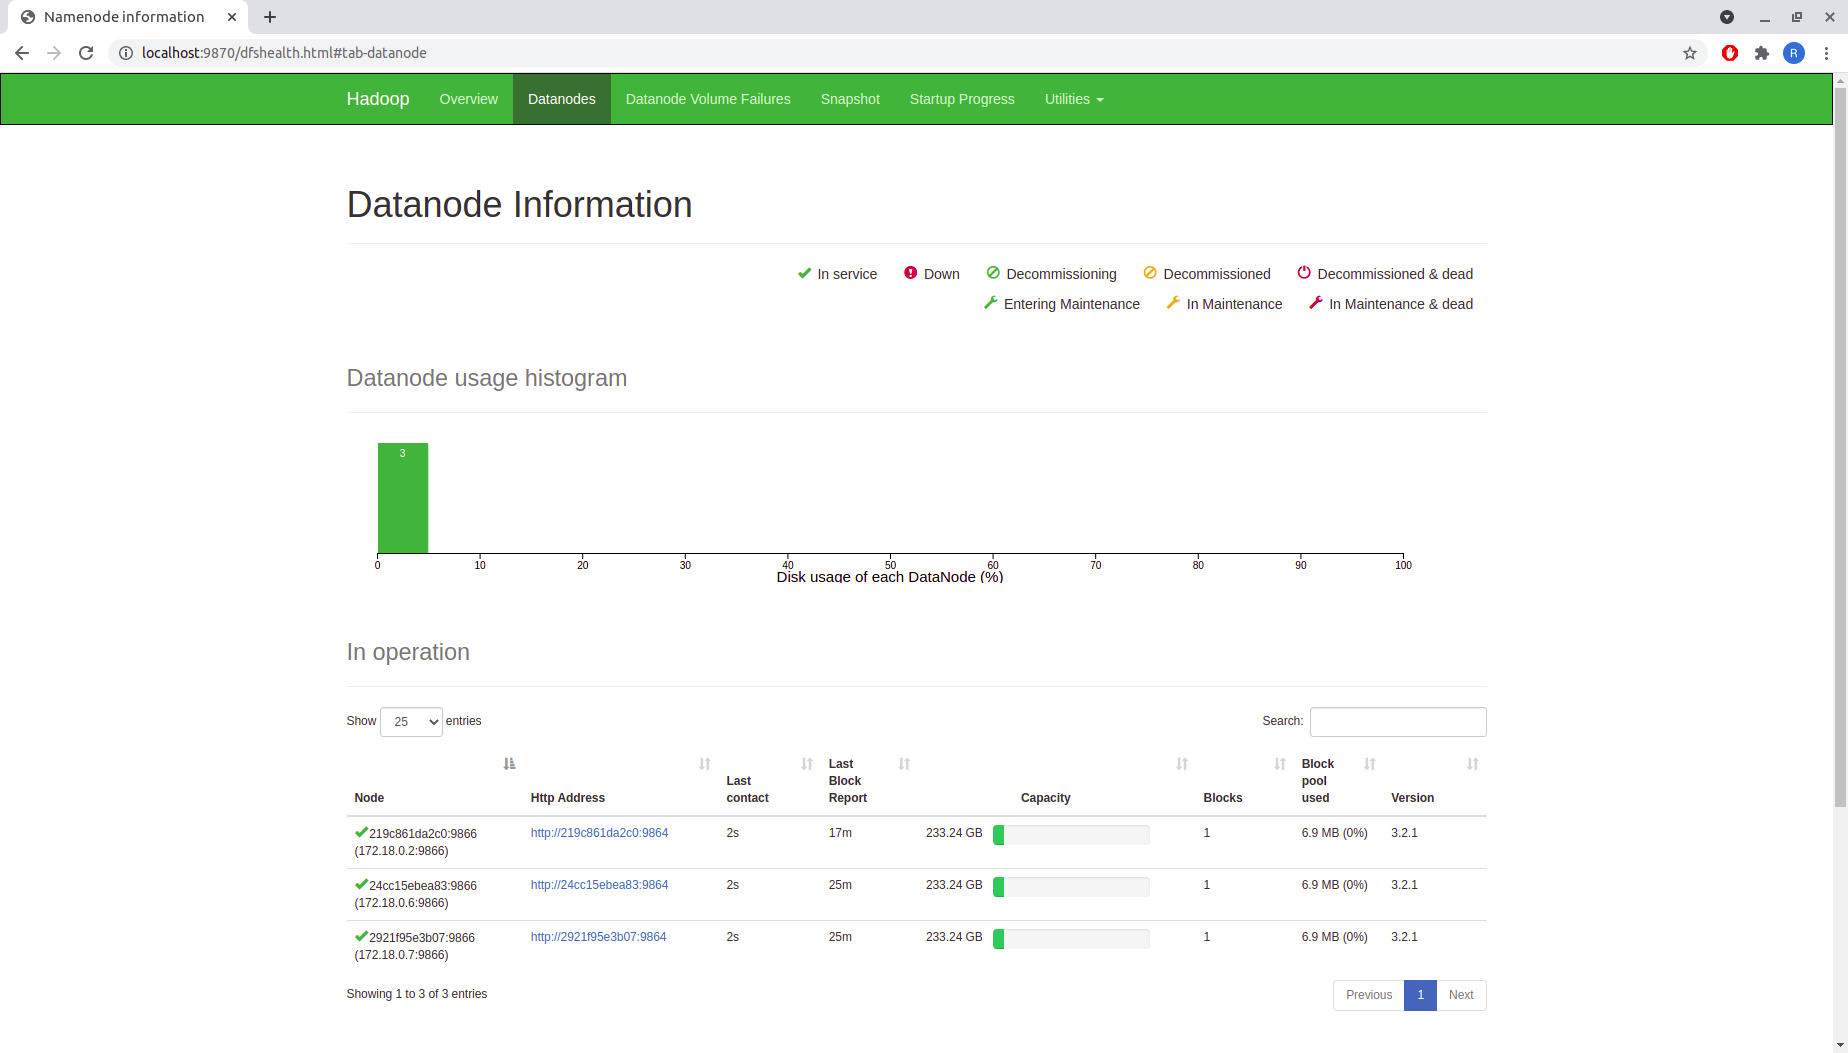 Namenode information
localhost:9870/dfshealth.html#tab-datanode
R
Hadoop Overview Datanodes Datanode Volume Failures Snapshot Startup Progress Utilities
Datanode Information
In service Down Decommissioning Decommissioned Decommissioned & dead
Entering Maintenance In Maintenance In Maintenance & dead
Datanode usage histogram
3
0 10 20 30 40 50 60 70 80 90 100
Disk usage of each DataNode (%)
In operation
Show 25 entries Search:
Node Http Address Last contact Last Block Report Capacity Blocks Block pool used Version
219c861da2c0:9866 http://219c861da2c0:9864 2s 17m 233.24 GB 1 6.9 MB (0%) 3.2.1
(172.18.0.2:9866)
24cc15ebea83:9866 http://24cc15ebea83:9864 2s 25m 233.24 GB 1 6.9 MB (0%) 3.2.1
(172.18.0.6:9866)
2921f95e3b07:9866 http://2921f95e3b07:9864 2s 25m 233.24 GB 1 6.9 MB (0%) 3.2.1
(172.18.0.7:9866)
Showing 1 to 3 of 3 entries Previous 1 Next